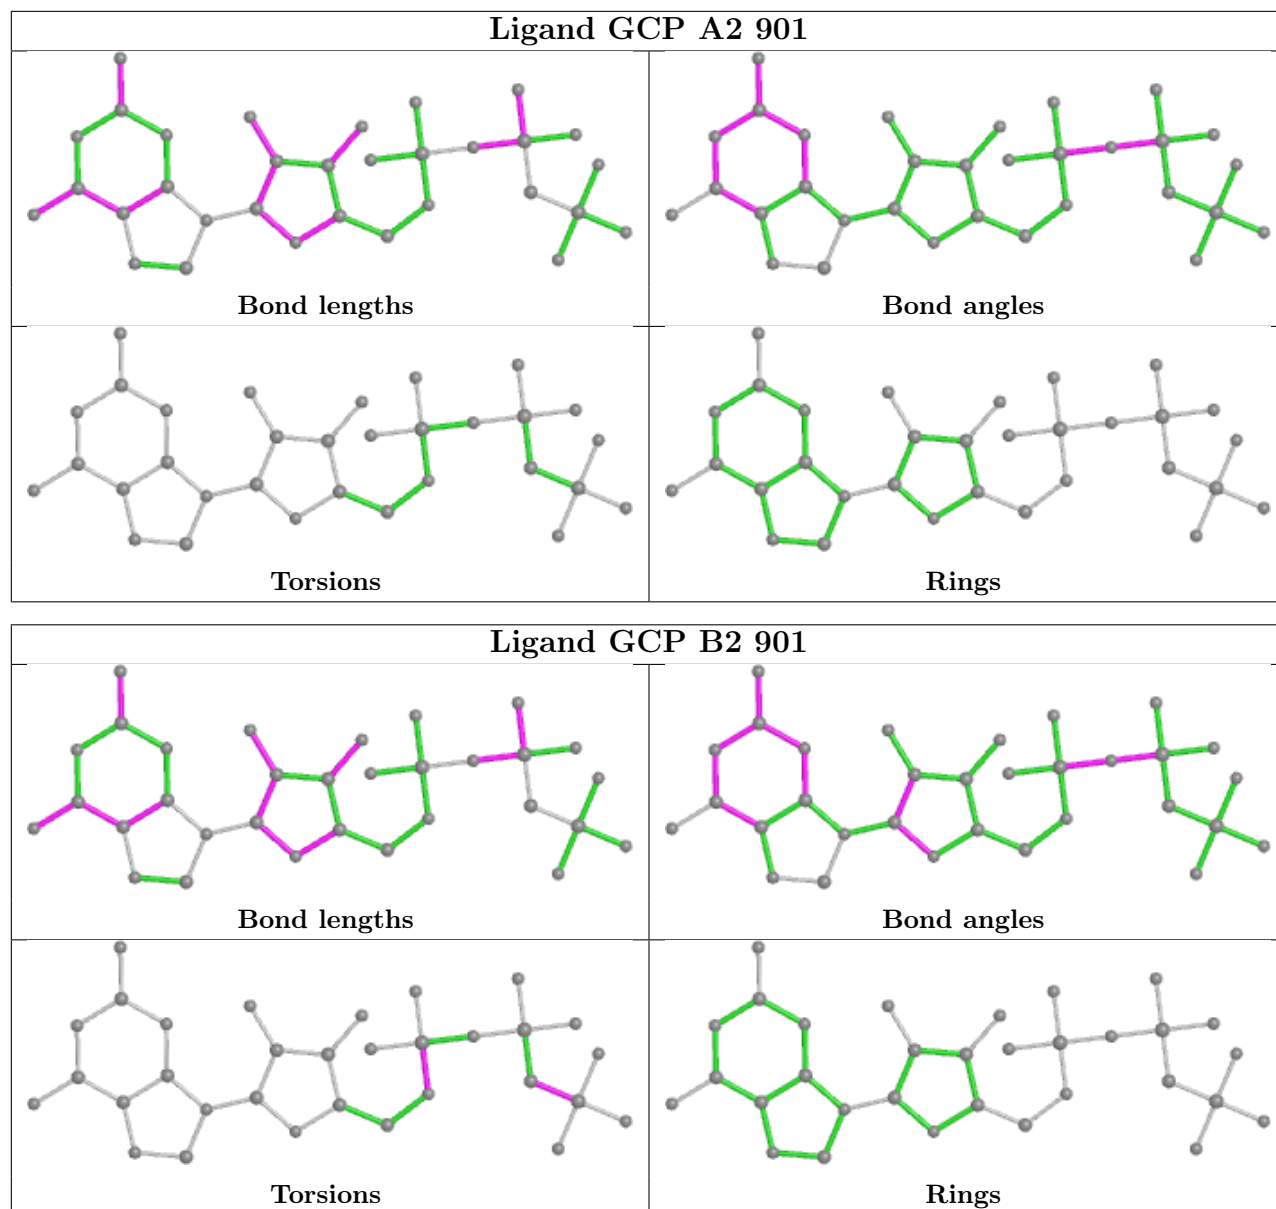 Ligand GCP A2 901
Bond lengths
Bond angles
Torsions
Rings
Ligand GCP B2 901
Bond lengths
Bond angles
Torsions
Rings